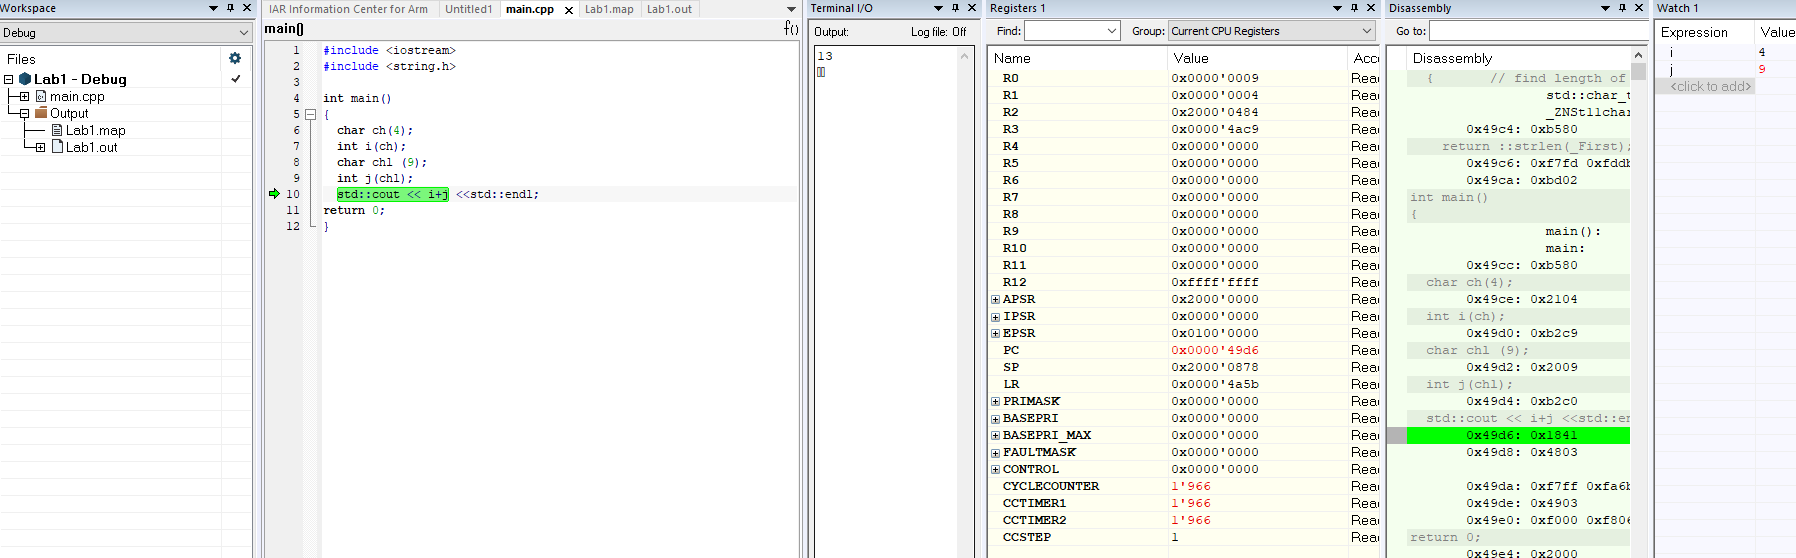 Workspace
Debug
Files
Lab1 - Debug
main.cpp
Output
Lab1.map
Lab1.out
IAR Information Center for Arm
Untitled1
main.cpp
Lab1.map
Lab1.out
main()
f()
1 #include <iostream>
2 #include <string.h>
3
4 int main()
5 {
6 char ch(4);
7 int i(ch);
8 char chl (9);
9 int j(chl);
10 std::cout << i+j <<std::endl;
11 return 0;
12 }
Terminal I/O
Output: Log file: Off
13
Registers 1
Find: Group: Current CPU Registers
Name Value Acc
R0 0x0000'0009 Rea
R1 0x0000'0004 Rea
R2 0x2000'0484 Rea
R3 0x0000'4ac9 Rea
R4 0x0000'0000 Rea
R5 0x0000'0000 Rea
R6 0x0000'0000 Rea
R7 0x0000'0000 Rea
R8 0x0000'0000 Rea
R9 0x0000'0000 Rea
R10 0x0000'0000 Rea
R11 0x0000'0000 Rea
R12 0xffff'ffff Rea
APSR 0x2000'0000 Rea
IPSR 0x0000'0000 Rea
EPSR 0x0100'0000 Rea
PC 0x0000'49d6 Rea
SP 0x2000'0878 Rea
LR 0x0000'4a5b Rea
PRIMASK 0x0000'0000 Rea
BASEPRI 0x0000'0000 Rea
BASEPRI_MAX 0x0000'0000 Rea
FAULTMASK 0x0000'0000 Rea
CONTROL 0x0000'0000 Rea
CYCLECOUNTER 1'966 Rea
CCTIMER1 1'966 Rea
CCTIMER2 1'966 Rea
CCSTEP 1 Rea
Disassembly
Go to:
Disassembly
{ // find length of
std::char_t
_ZNStllchar
0x49c4: 0xb580
return ::strlen(_First);
0x49c6: 0xf7fd 0xfddb
0x49ca: 0xbd02
int main()
{
main():
main:
0x49cc: 0xb580
char ch(4);
0x49ce: 0x2104
int i(ch);
0x49d0: 0xb2c9
char chl (9);
0x49d2: 0x2009
int j(chl);
0x49d4: 0xb2c0
std::cout << i+j <<std::en
0x49d6: 0x1841
0x49d8: 0x4803
0x49da: 0xf7ff 0xfa6b
0x49de: 0x4903
0x49e0: 0xf000 0xf806
return 0;
0x49e4: 0x2000
Watch 1
Expression Value
i 4
j 9
<click to add>